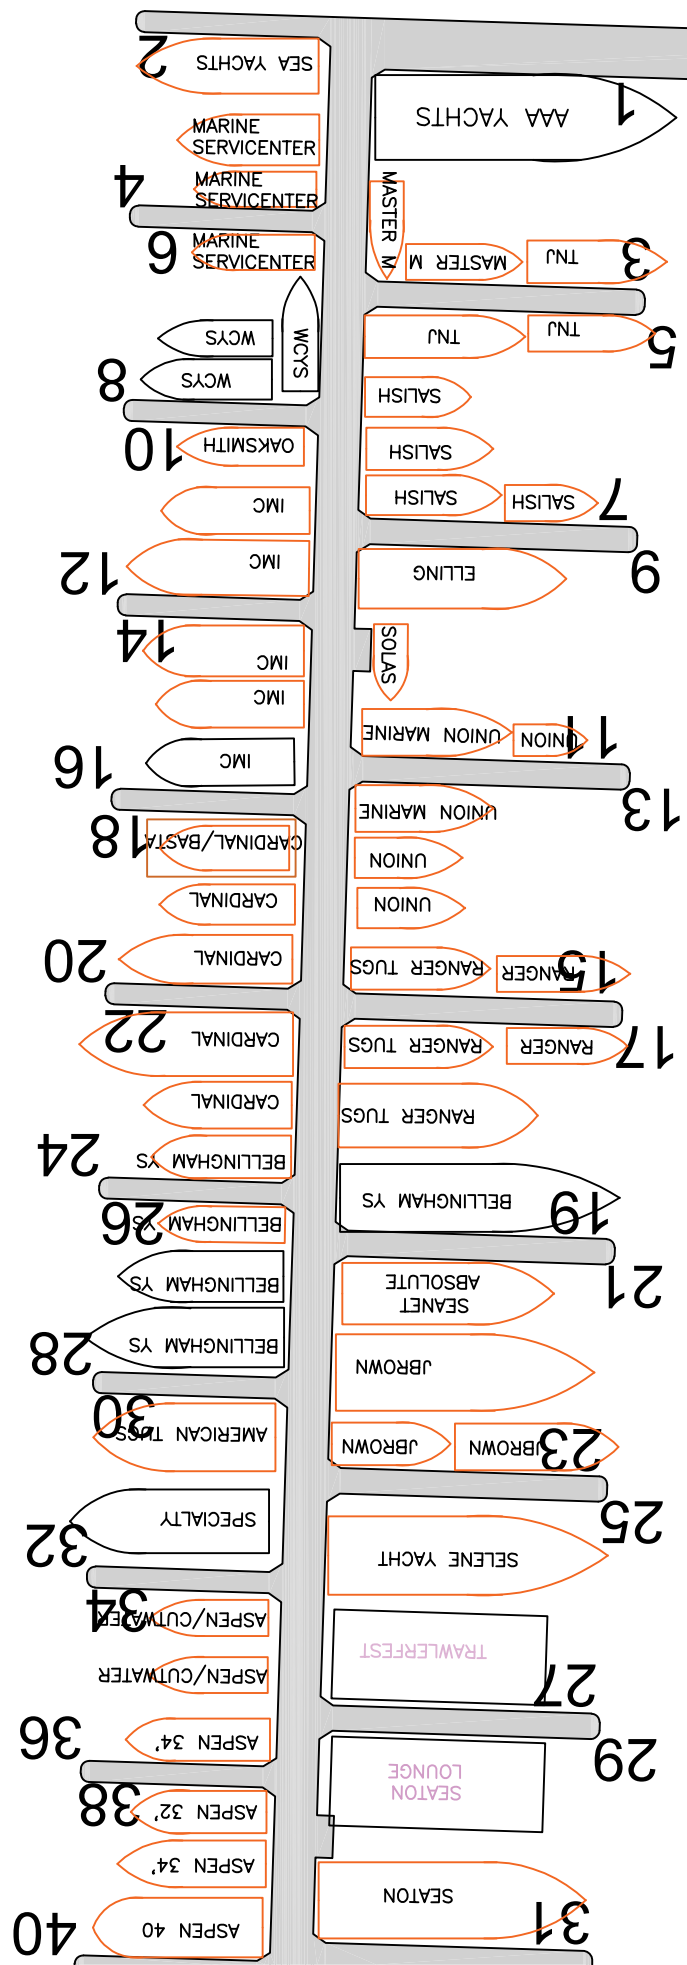 2
SEA YACHTS
1
AAA YACHTS
MARINE
SERVICENTER
4
MARINE
SERVICENTER
MASTER M
6
MARINE
SERVICENTER
MASTER M
TNJ
3
WCYS
WCYS
TNJ
TNJ
5
8
WCYS
SALISH
10
OAKSMITH
SALISH
IMC
SALISH
SALISH
7
12
IMC
ELLING
9
14
IMC
SOLAS
IMC
UNION MARINE
UNION
11
16
IMC
UNION MARINE
13
18
CARDINAL/BASTA
UNION
CARDINAL
UNION
20
CARDINAL
RANGER TUGS
RANGER
15
22
CARDINAL
RANGER TUGS
RANGER
17
CARDINAL
RANGER TUGS
24
BELLINGHAM YS
BELLINGHAM YS
19
26
BELLINGHAM YS
BELLINGHAM YS
SEANET
ABSOLUTE
21
28
BELLINGHAM YS
JBROWN
30
AMERICAN TUGS
JBROWN
JBROWN
23
32
SPECIALTY
25
SELENE YACHT
34
ASPEN/CUTWATER
TRAWLERFEST
ASPEN/CUTWATER
27
36
ASPEN 34'
29
SEATON
LOUNGE
38
ASPEN 32'
ASPEN 34'
SEATON
31
40
ASPEN 40